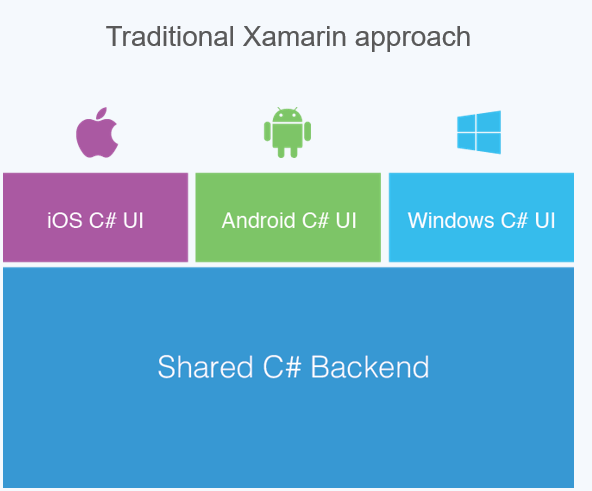 Traditional Xamarin approach
iOS C# UI
Android C# UI
Windows C# UI
Shared C# Backend